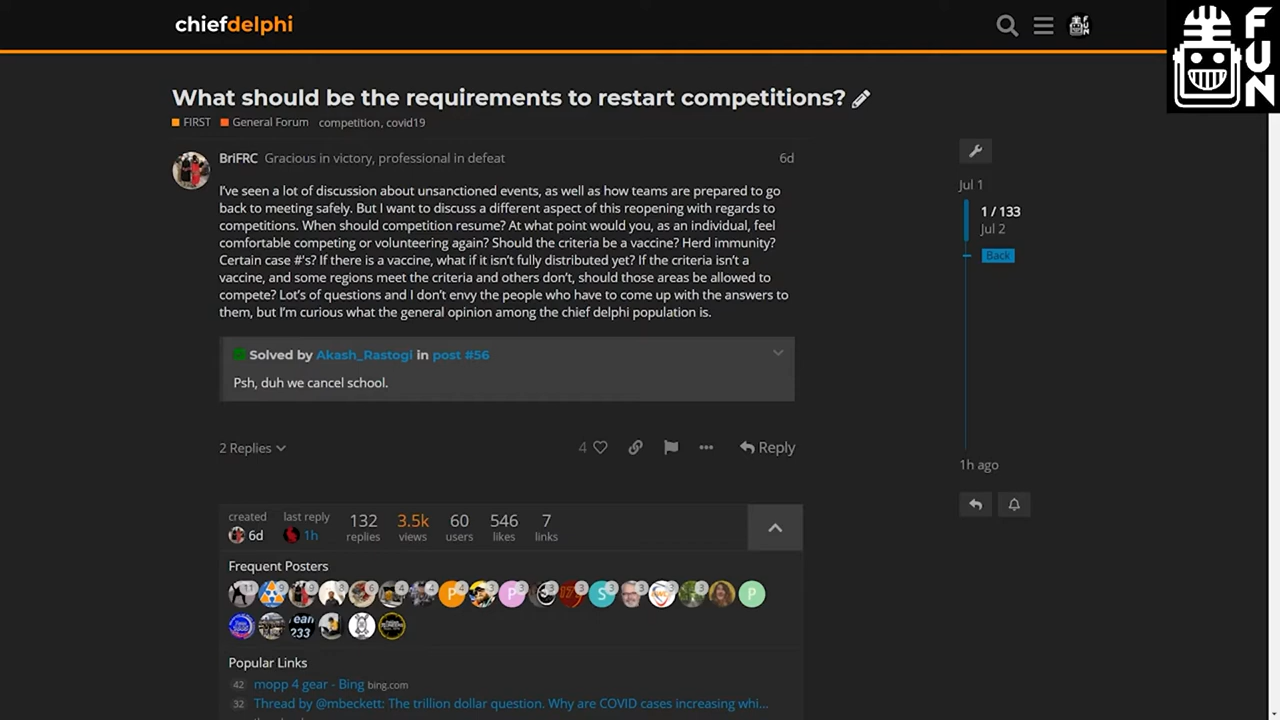 chiefdelphi
FUN
FUN
What should be the requirements to restart competitions?
FIRST General Forum competition, covid19
BriFRC Gracious in victory, professional in defeat 6d
I've seen a lot of discussion about unsanctioned events, as well as how teams are prepared to go
back to meeting safely. But I want to discuss a different aspect of this reopening with regards to
competitions. When should competition resume? At what point would you, as an individual, feel
comfortable competing or volunteering again? Should the criteria be a vaccine? Herd immunity?
Certain case #'s? If there is a vaccine, what if it isn't fully distributed yet? If the criteria isn't a
vaccine, and some regions meet the criteria and others don't, should those areas be allowed to
compete? Lot's of questions and I don't envy the people who have to come up with the answers to
them, but I'm curious what the general opinion among the chief delphi population is.
Solved by Akash_Rastogi in post #56
Psh, duh we cancel school.
2 Replies 4 Reply
Jul 1
1 / 133
Jul 2
Back
1h ago
created last reply 132 3.5k 60 546 7
6d 1h replies views users likes links
Frequent Posters
Popular Links
42 mopp 4 gear - Bing bing.com
32 Thread by @mbeckett: The trillion dollar question. Why are COVID cases increasing whi...